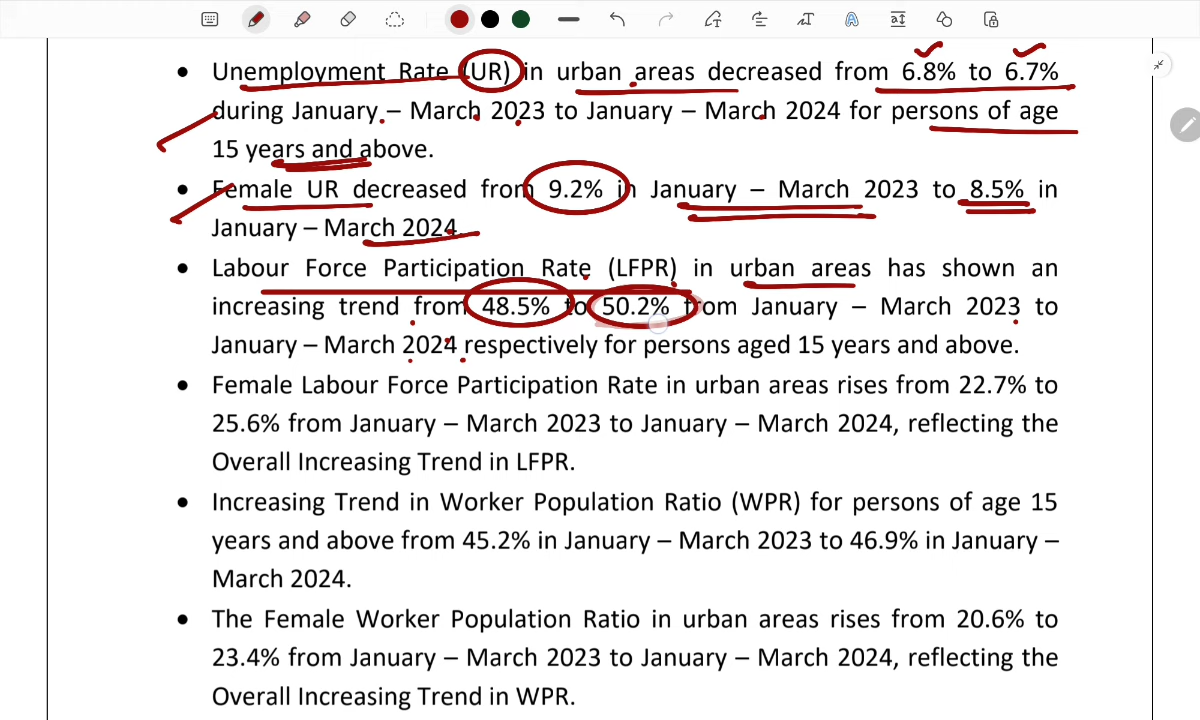 • Unemployment Rate (UR) in urban areas decreased from 6.8% to 6.7%
during January – March 2023 to January – March 2024 for persons of age
15 years and above.
• Female UR decreased from 9.2% in January – March 2023 to 8.5% in
January – March 2024.
• Labour Force Participation Rate (LFPR) in urban areas has shown an
increasing trend from 48.5% to 50.2% from January – March 2023 to
January – March 2024 respectively for persons aged 15 years and above.
• Female Labour Force Participation Rate in urban areas rises from 22.7% to
25.6% from January – March 2023 to January – March 2024, reflecting the
Overall Increasing Trend in LFPR.
• Increasing Trend in Worker Population Ratio (WPR) for persons of age 15
years and above from 45.2% in January – March 2023 to 46.9% in January –
March 2024.
• The Female Worker Population Ratio in urban areas rises from 20.6% to
23.4% from January – March 2023 to January – March 2024, reflecting the
Overall Increasing Trend in WPR.